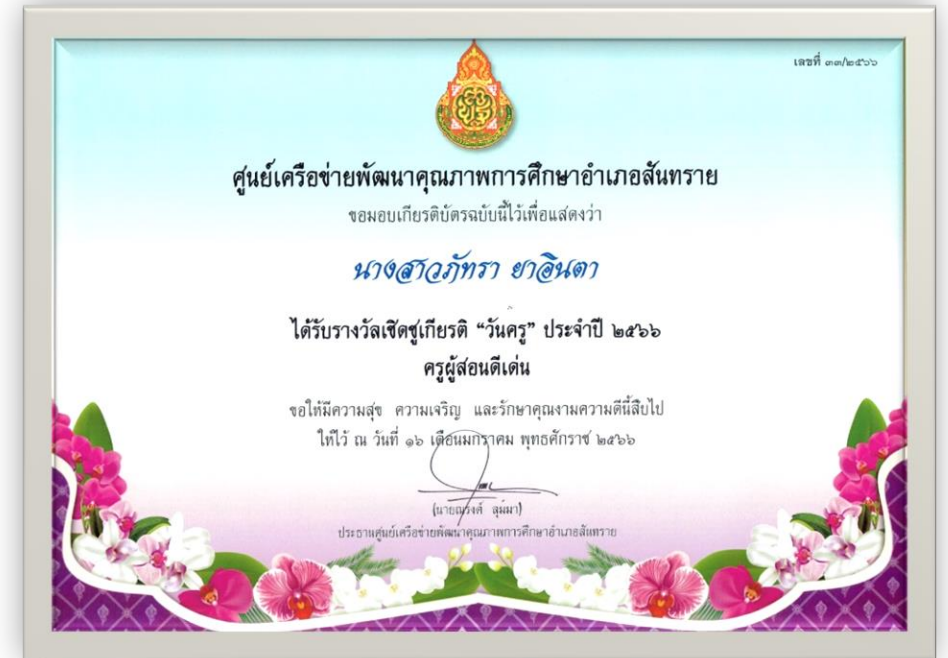 เลขที่ ๓๓/๒๕๖๖
ศูนย์เครือข่ายพัฒนาคุณภาพการศึกษาอำเภอสันทราย
ขอมอบเกียรติบัตรฉบับนี้ไว้เพื่อแสดงว่า
นางสาวภัทรา ยาอินตา
ได้รับรางวัลเชิดชูเกียรติ “วันครู” ประจำปี ๒๕๖๖
ครูผู้สอนดีเด่น
ขอให้มีความสุข ความเจริญ และรักษาคุณงามความดีนี้สืบไป
ให้ไว้ ณ วันที่ ๑๖ เดือนมกราคม พุทธศักราช ๒๕๖๖
(นายณรงค์ ลุมมา)
ประธานศูนย์เครือข่ายพัฒนาคุณภาพการศึกษาอำเภอสันทราย